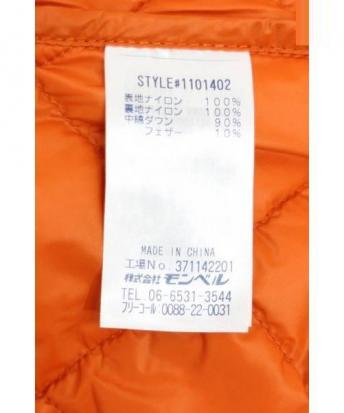 STYLE#1101402
表地ナイロン 100%
裏地ナイロン 100%
中綿ダウン 90%
フェザー 10%
MADE IN CHINA
工場No. 371142201
株式会社モンベル
TEL 06-6531-3544
フリーコール 0088-22-0031